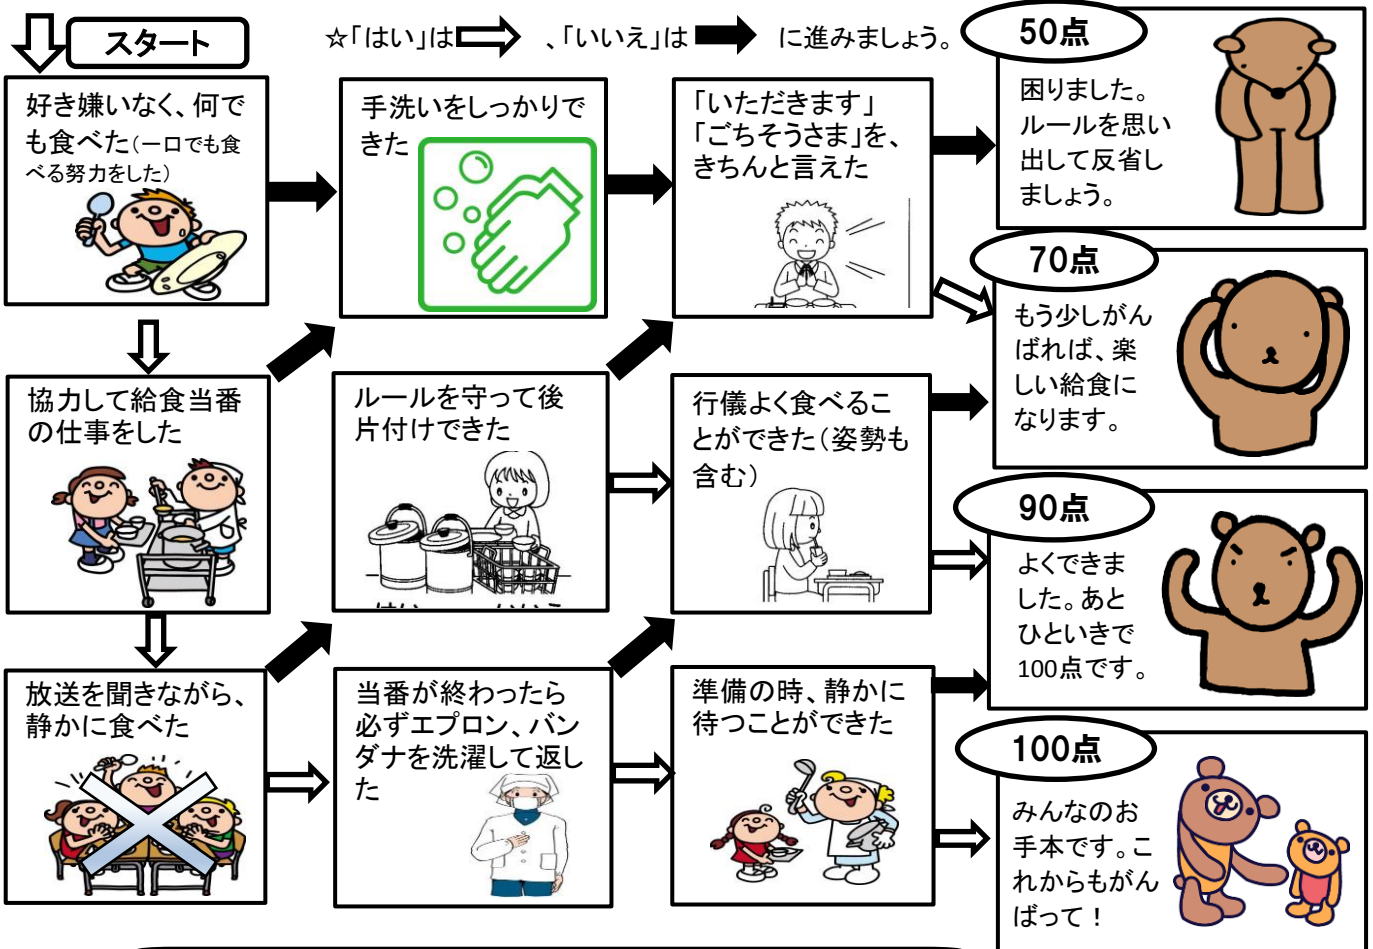 スタート
☆「はい」は 、「いいえ」は に進みましょう。
好き嫌いなく、何で
も食べた(一口でも食
べる努力をした)
手洗いをしっかりで
きた
「いただきます」
「ごちそうさま」を、
きちんと言えた
50点
困りました。
ルールを思い
出して反省し
ましょう。
70点
もう少しがん
ばれば、楽
しい給食に
なります。
協力して給食当番
の仕事をした
ルールを守って後
片付けできた
行儀よく食べるこ
とができた(姿勢も
含む)
90点
よくできま
した。あと
ひといきで
100点です。
放送を聞きながら、
静かに食べた
当番が終わったら
必ずエプロン、バン
ダナを洗濯して返し
た
準備の時、静かに
待つことができた
100点
みんなのお
手本です。こ
れからもがん
ばって！